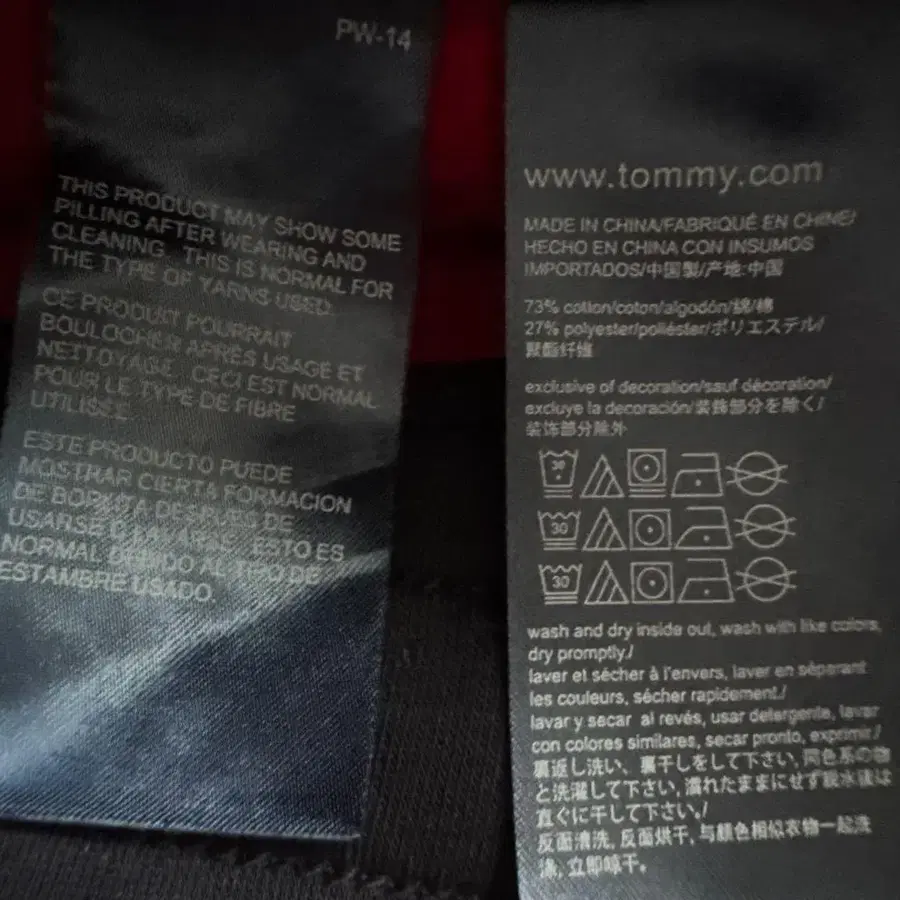 PW-14
THIS PRODUCT MAY SHOW SOME
PILLING AFTER WEARING AND
CLEANING. THIS IS NORMAL FOR
THE TYPE OF YARNS USED.
CE PRODUIT POURRAIT
BOULOCHER APRÈS USAGE ET
NETTOYAGE. CECI EST NORMAL
POUR LE TYPE DE FIBRE
UTILISÉE.
ESTE PRODUCTO PUEDE
MOSTRAR CIERTA FORMACION
DE BORUTA DESPUES DE
USARSE O LAVARSE. ESTO ES
NORMAL DEBIDO AL TIPO DE
ESTAMBRE USADO.
www.tommy.com
MADE IN CHINA/FABRIQUÉ EN CHINE/
HECHO EN CHINA CON INSUMOS
IMPORTADOS/中国製/产地:中国
73% cotton/coton/algodón/綿/棉
27% polyester/poliéster/ポリエステル/
聚酯纤维
exclusive of decoration/sauf décoration/
excluye la decoración/装飾部分を除く/
装饰部分除外
30
30
30
wash and dry inside out, wash with like colors,
dry promptly./
laver et sécher à l'envers, laver en séparant
les couleurs, sécher rapidement./
lavar y secar al revés, usar detergente, lavar
con colores similares, secar pronto, exprimir/
裏返し洗い、裏干しをして下さい, 同色系の物
と洗濯して下さい, 濡れたままにせず脱水後は
直ぐに干して下さい./
反面清洗, 反面烘干, 与颜色相似衣物一起洗
涤, 立即晾干.